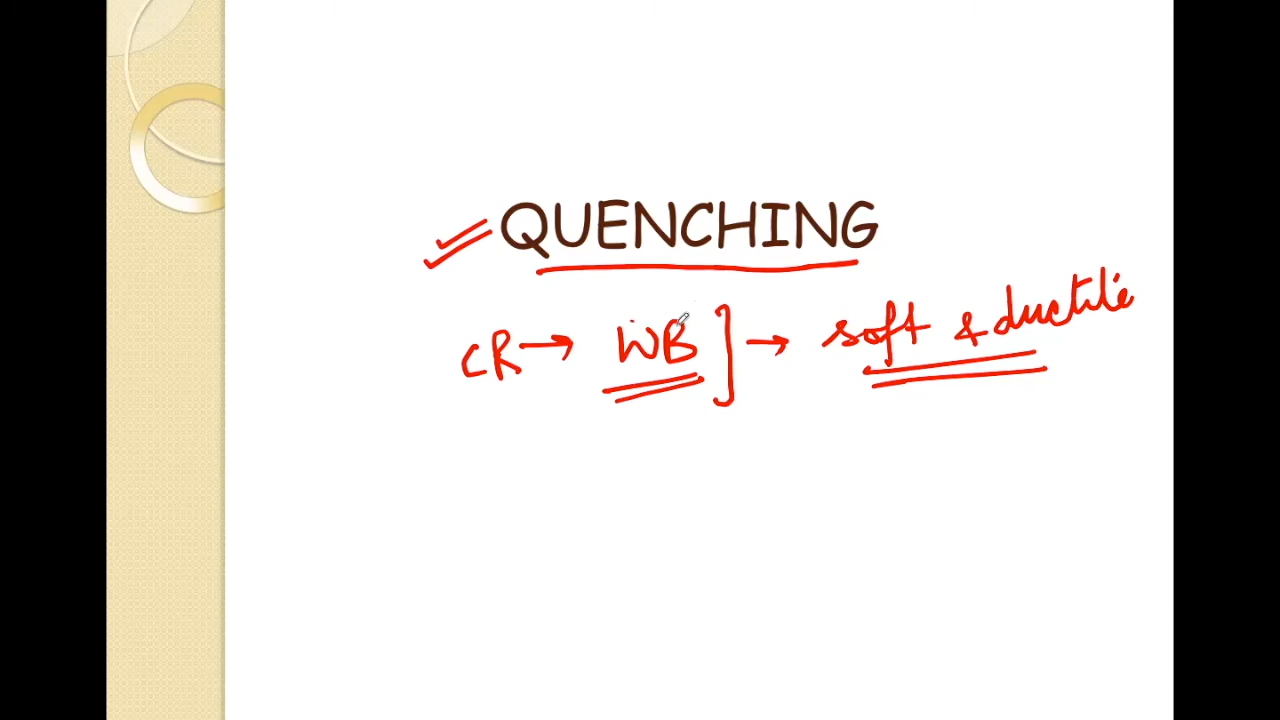 QUENCHING
CR → WB ] → soft & ductile